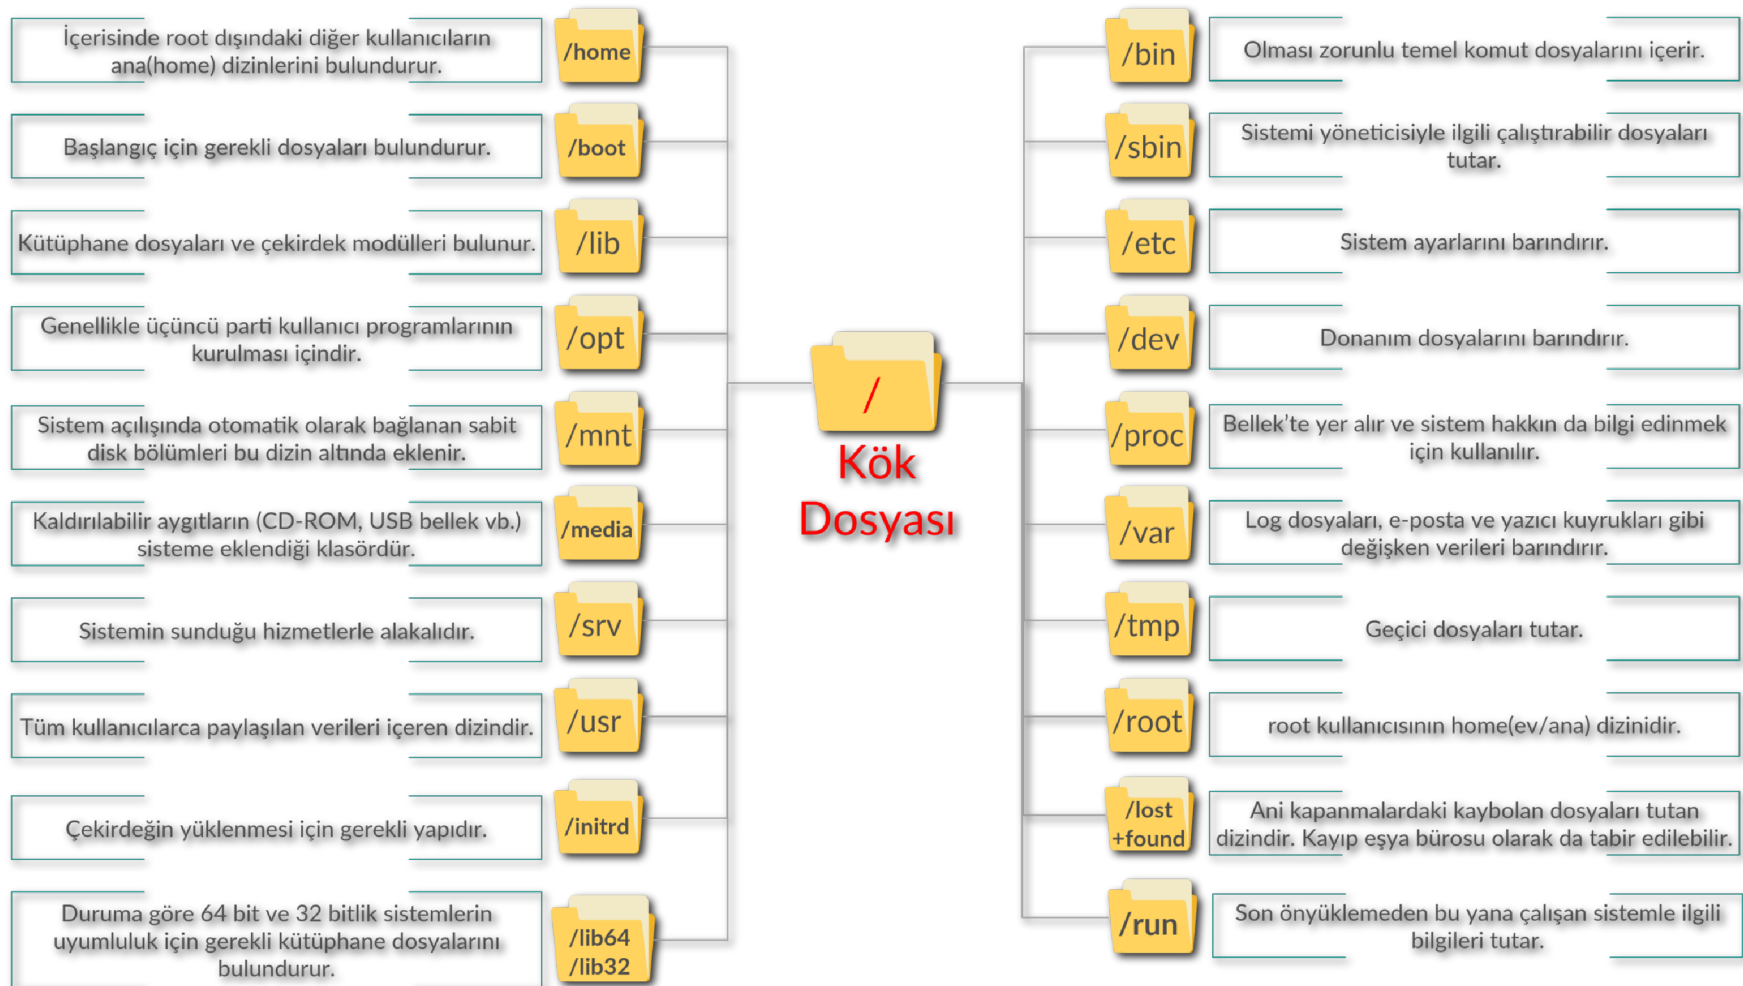 İçerisinde root dışındaki diğer kullanıcıların
ana(home) dizinlerini bulundurur.
/home
Başlangıç için gerekli dosyaları bulundurur.
/boot
Kütüphane dosyaları ve çekirdek modülleri bulunur.
/lib
Genellikle üçüncü parti kullanıcı programlarının
kurulması içindir.
/opt
Sistem açılışında otomatik olarak bağlanan sabit
disk bölümleri bu dizin altında eklenir.
/mnt
Kaldırılabilir aygıtların (CD-ROM, USB bellek vb.)
sisteme eklendiği klasördür.
/media
Sistemin sunduğu hizmetlerle alakalıdır.
/srv
Tüm kullanıcılarca paylaşılan verileri içeren dizindir.
/usr
Çekirdeğin yüklenmesi için gerekli yapıdır.
/initrd
Duruma göre 64 bit ve 32 bitlik sistemlerin
uyumluluk için gerekli kütüphane dosyalarını
bulundurur.
/lib64
/lib32
/
Kök
Dosyası
/bin
Olması zorunlu temel komut dosyalarını içerir.
/sbin
Sistemi yöneticisiyle ilgili çalıştırabilir dosyaları
tutar.
/etc
Sistem ayarlarını barındırır.
/dev
Donanım dosyalarını barındırır.
/proc
Bellek’te yer alır ve sistem hakkın da bilgi edinmek
için kullanılır.
/var
Log dosyaları, e-posta ve yazıcı kuyrukları gibi
değişken verileri barındırır.
/tmp
Geçici dosyaları tutar.
/root
root kullanıcısının home(ev/ana) dizinidir.
/lost
+found
Ani kapanmalardaki kaybolan dosyaları tutan
dizindir. Kayıp eşya bürosu olarak da tabir edilebilir.
/run
Son önyüklemeden bu yana çalışan sistemle ilgili
bilgileri tutar.